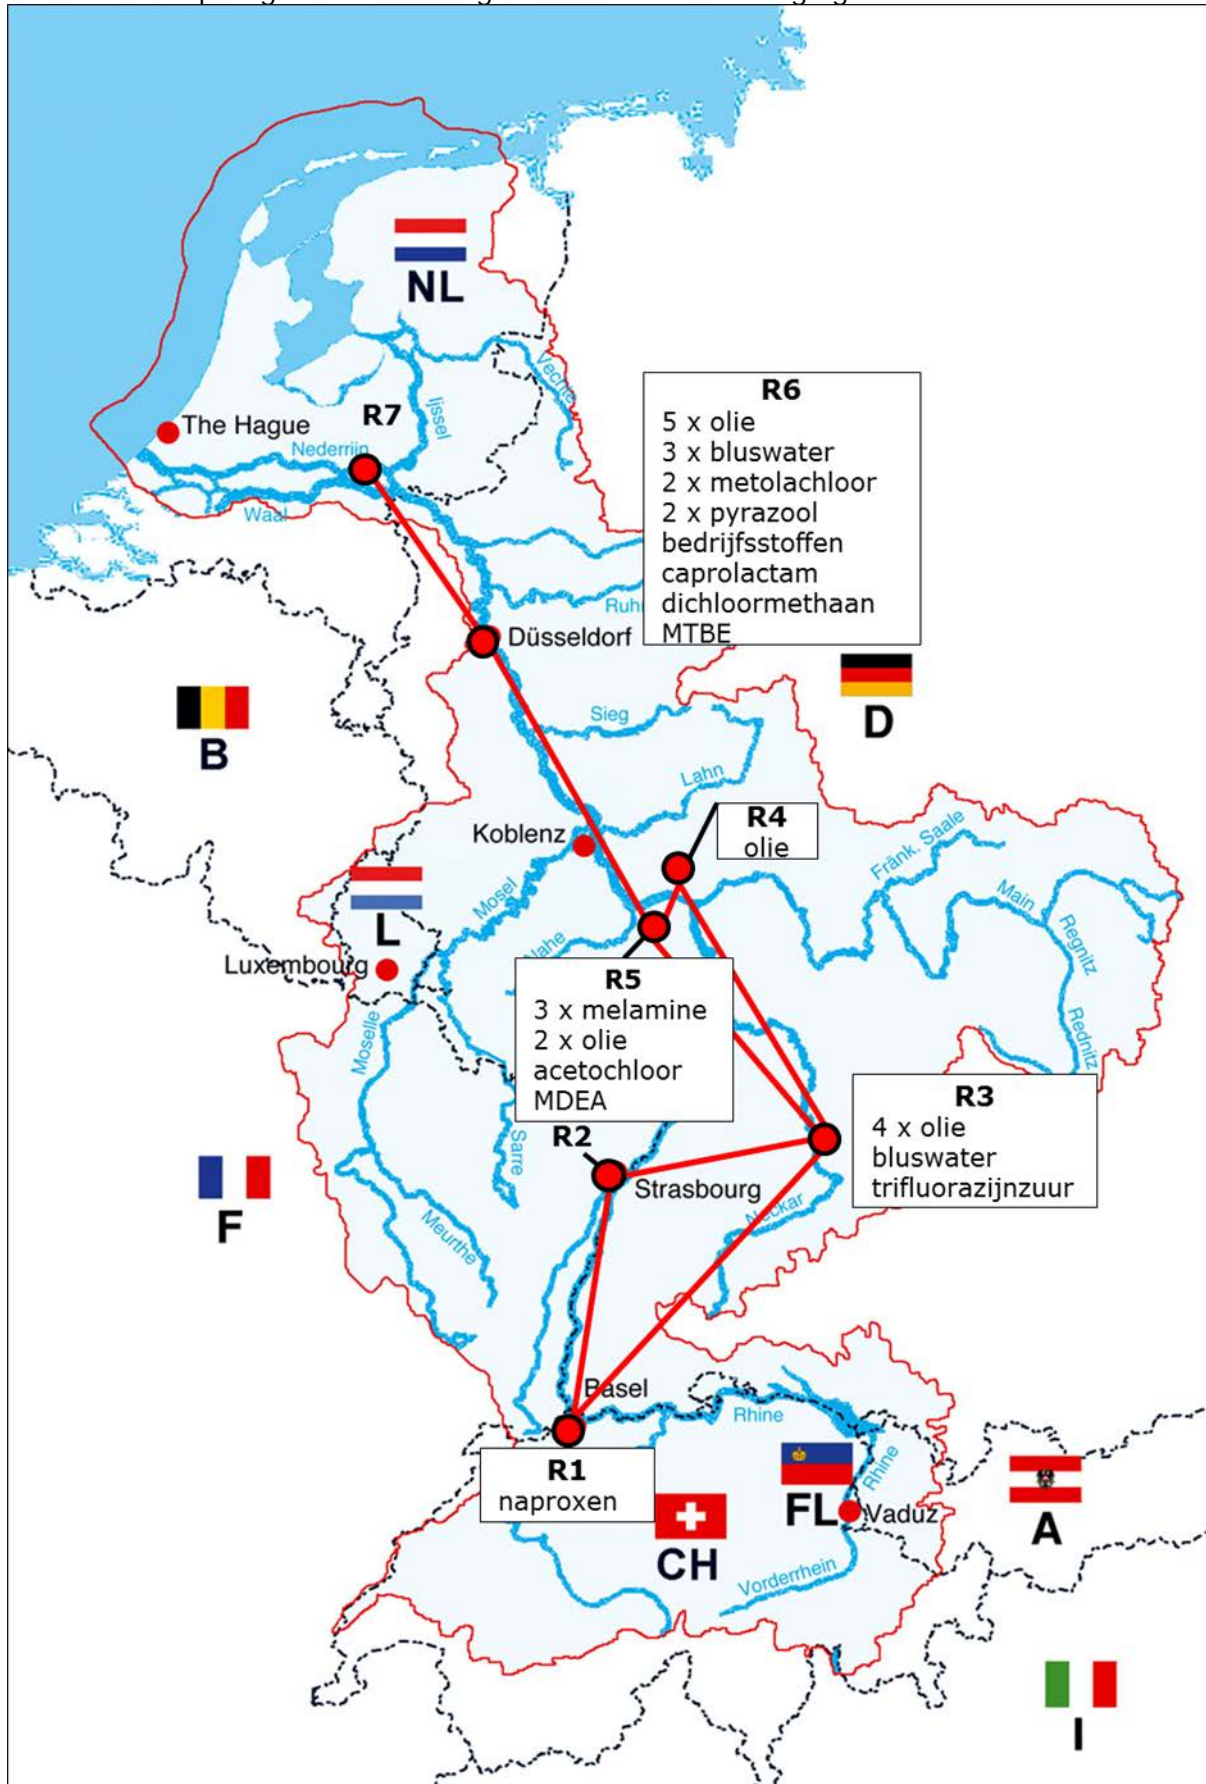 NL
R6
5 x olie
3 x bluswater
2 x metolachloor
2 x pyrazool
bedrijfsstoffen
caprolactam
dichloormethaan
MTBE
Vechte
Ijssel
R7
The Hague
Nederrijn
Waal
Ruhr
Düsseldorf
D
B
Sieg
Lahn
R4
olie
Koblenz
Fränk. Saale
Mosel
Main
Regnitz
L
Luxembourg
Nahe
R5
3 x melamine
2 x olie
acetochloor
MDEA
Moselle
Rednitz
R3
4 x olie
bluswater
trifluorazijnzuur
R2
Sarre
Strasbourg
F
Meurthe
Neckar
Basel
Rhine
Rhine
R1
naproxen
FL
Vaduz
A
CH
Vorderrhein
I